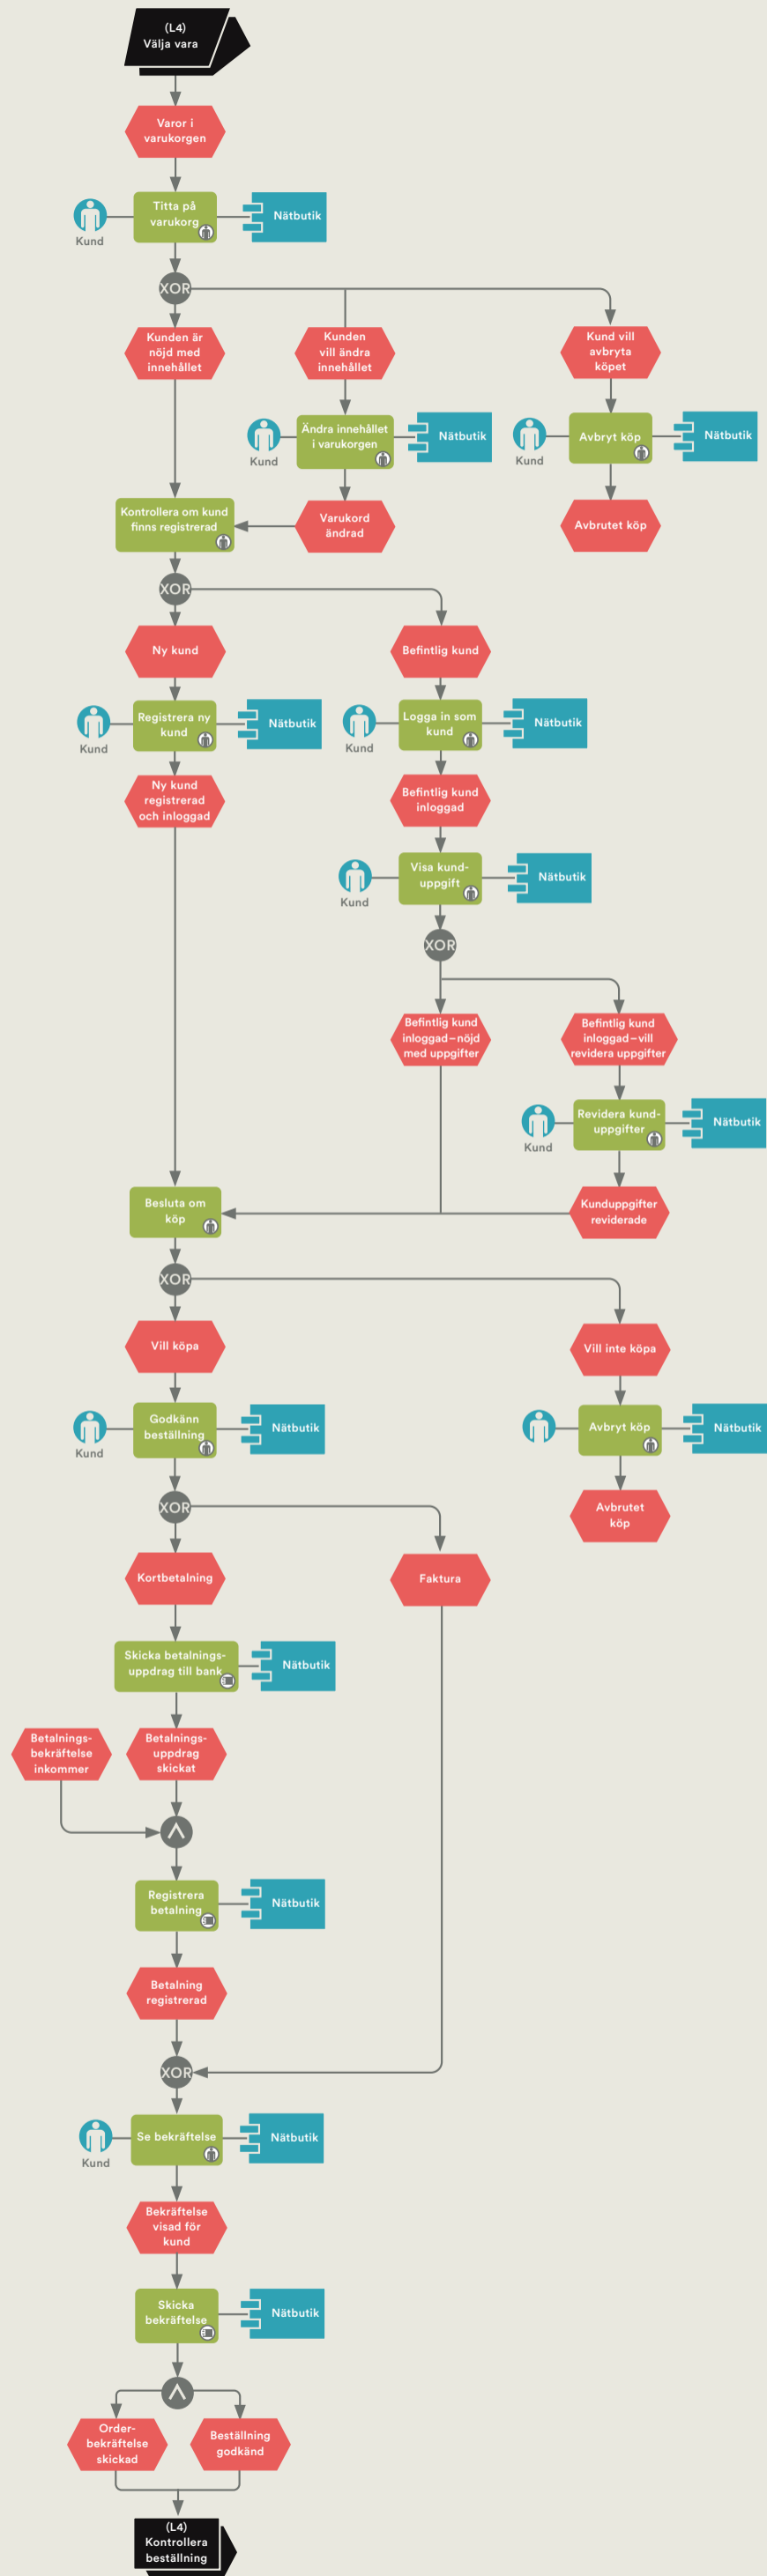 (L4)
Välja vara
Varor i
varukorgen
Titta på
varukorg
Kund
Nätbutik
XOR
Kunden är
nöjd med
innehållet
Kunden
vill ändra
innehållet
Kund vill
avbryta
köpet
Kund
Ändra innehållet
i varukorgen
Nätbutik
Kund
Avbryt köp
Nätbutik
Kontrollera om kund
finns registrerad
Varukord
ändrad
Avbrutet köp
XOR
Ny kund
Befintlig kund
Kund
Registrera ny
kund
Nätbutik
Kund
Logga in som
kund
Nätbutik
Ny kund
registrerad
och inloggad
Befintlig kund
inloggad
Kund
Visa kund-
uppgift
Nätbutik
XOR
Befintlig kund
inloggad–nöjd
med uppgifter
Befintlig kund
inloggad–vill
revidera uppgifter
Kund
Revidera kund-
uppgifter
Nätbutik
Besluta om
köp
Kunduppgifter
reviderade
XOR
Vill köpa
Vill inte köpa
Kund
Godkänn
beställning
Nätbutik
Avbryt köp
Nätbutik
XOR
Avbrutet
köp
Kortbetalning
Faktura
Skicka betalnings-
uppdrag till bank
Nätbutik
Betalnings-
bekräftelse
inkommer
Betalnings-
uppdrag
skickat
Registrera
betalning
Nätbutik
Betalning
registrerad
XOR
Kund
Se bekräftelse
Nätbutik
Bekräftelse
visad för
kund
Skicka
bekräftelse
Nätbutik
Order-
bekräftelse
skickad
Beställning
godkänd
(L4)
Kontrollera
beställning